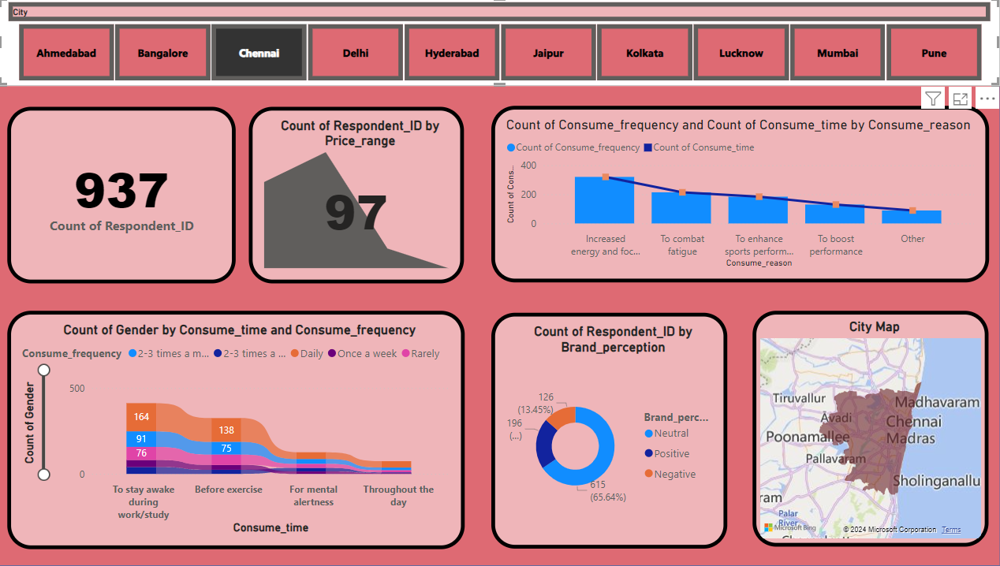 City
Ahmedabad
Bangalore
Chennai
Delhi
Hyderabad
Jaipur
Kolkata
Lucknow
Mumbai
Pune
937
Count of Respondent_ID
Count of Respondent_ID by
Price_range
97
Count of Consume_frequency and Count of Consume_time by Consume_reason
Count of Consume_frequency
Count of Consume_time
Count of Cons...
400
200
0
Increased
energy and foc...
To combat
fatigue
To enhance
sports perform...
To boost
performance
Other
Consume_reason
Count of Gender by Consume_time and Consume_frequency
Consume_frequency
2-3 times a m...
2-3 times a ...
Daily
Once a week
Rarely
Count of Gender
500
0
164
91
76
138
75
To stay awake
during
work/study
Before exercise
For mental
alertness
Throughout the
day
Consume_time
Count of Respondent_ID by
Brand_perception
126
(13.45%)
196
(...)
615
(65.64%)
Brand_perc...
Neutral
Positive
Negative
City Map
Tiruvallur
Madhavaram
Avadi
Chennai
Madras
Poonamallee
Pallavaram
Sholinganallu
ram
Palar
River
Microsoft Bing
© 2024 Microsoft Corporation
Terms